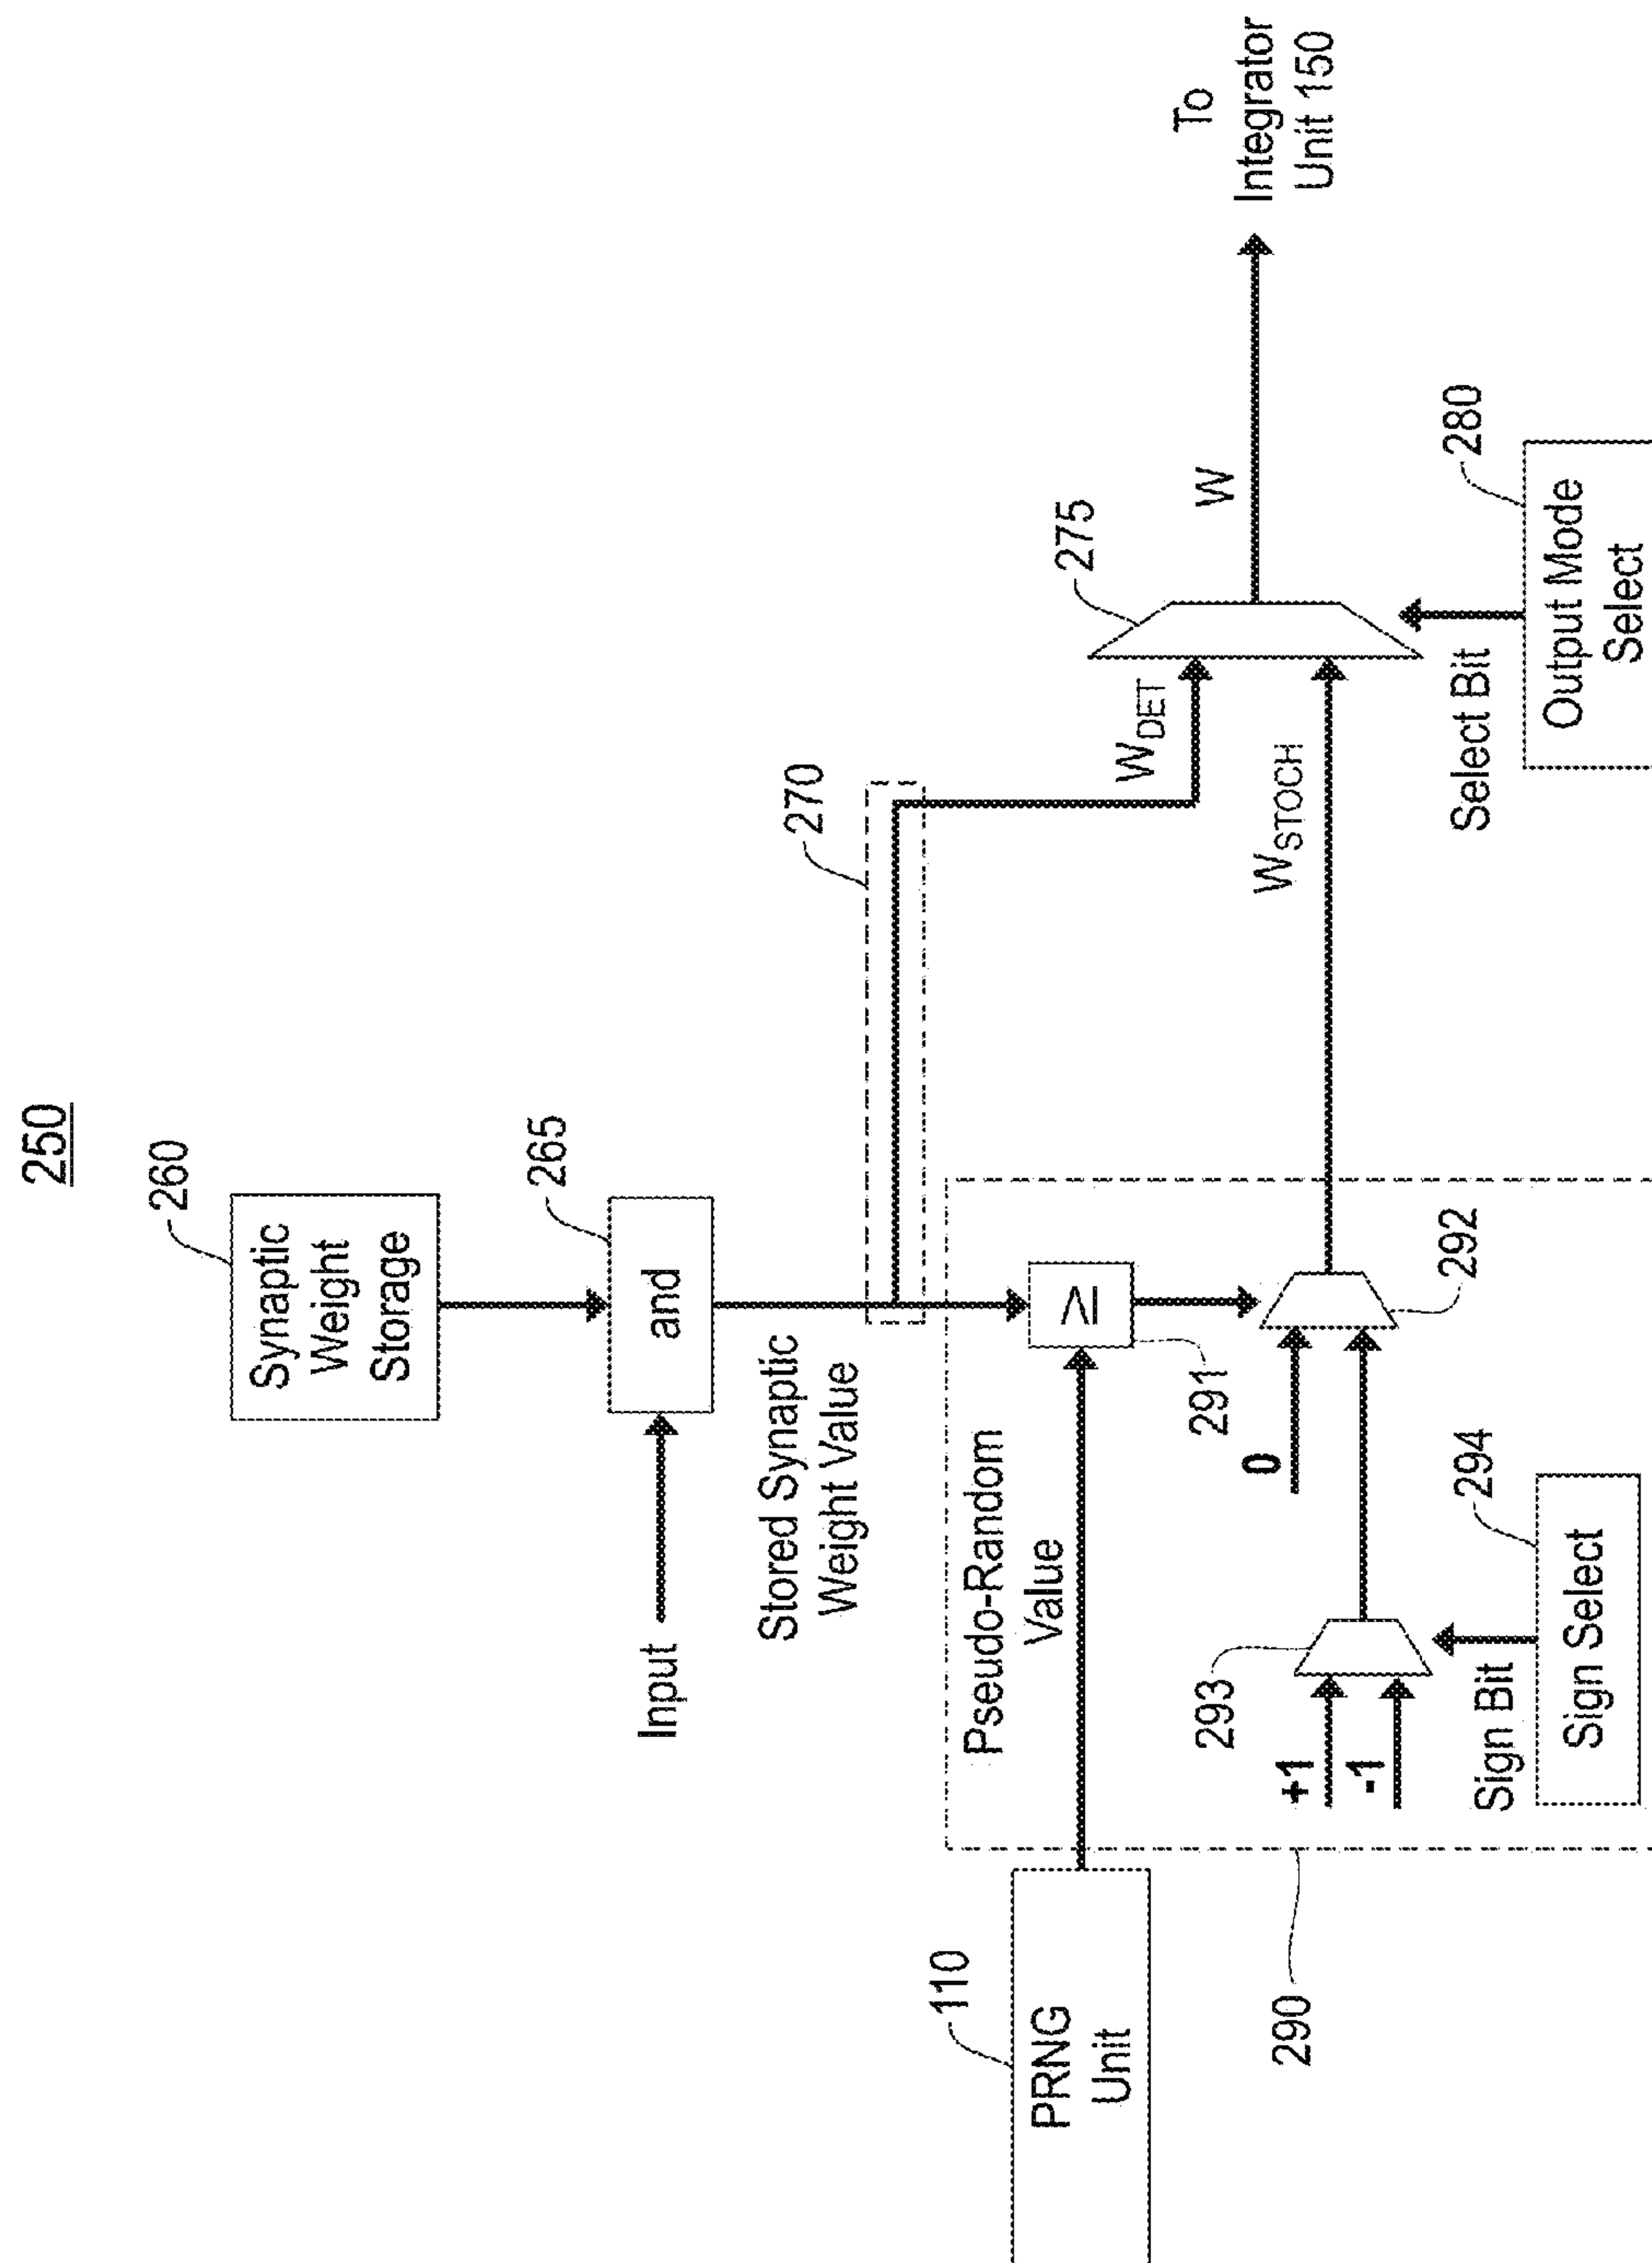 250
260
Synaptic
Weight
Storage
265
and
Input
Stored Synaptic
Weight Value
270
110
PRNG
Unit
Pseudo-Random
Value
≥
291
0
292
293
+1
-1
Sign Bit
294
Sign Select
290
W_DET
W_STOCH
275
W
To
Integrator
Unit 150
Select Bit
280
Output Mode
Select